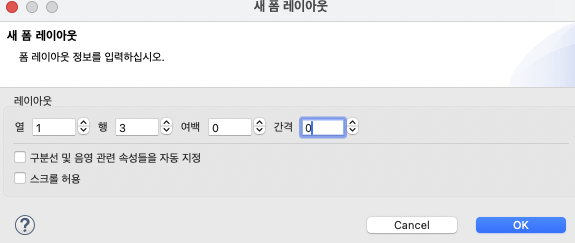 새 폼 레이아웃
새 폼 레이아웃
폼 레이아웃 정보를 입력하십시오.
레이아웃
열 1 행 3 여백 0 간격 0
구분선 및 음영 관련 속성들을 자동 지정
스크롤 허용
? Cancel OK